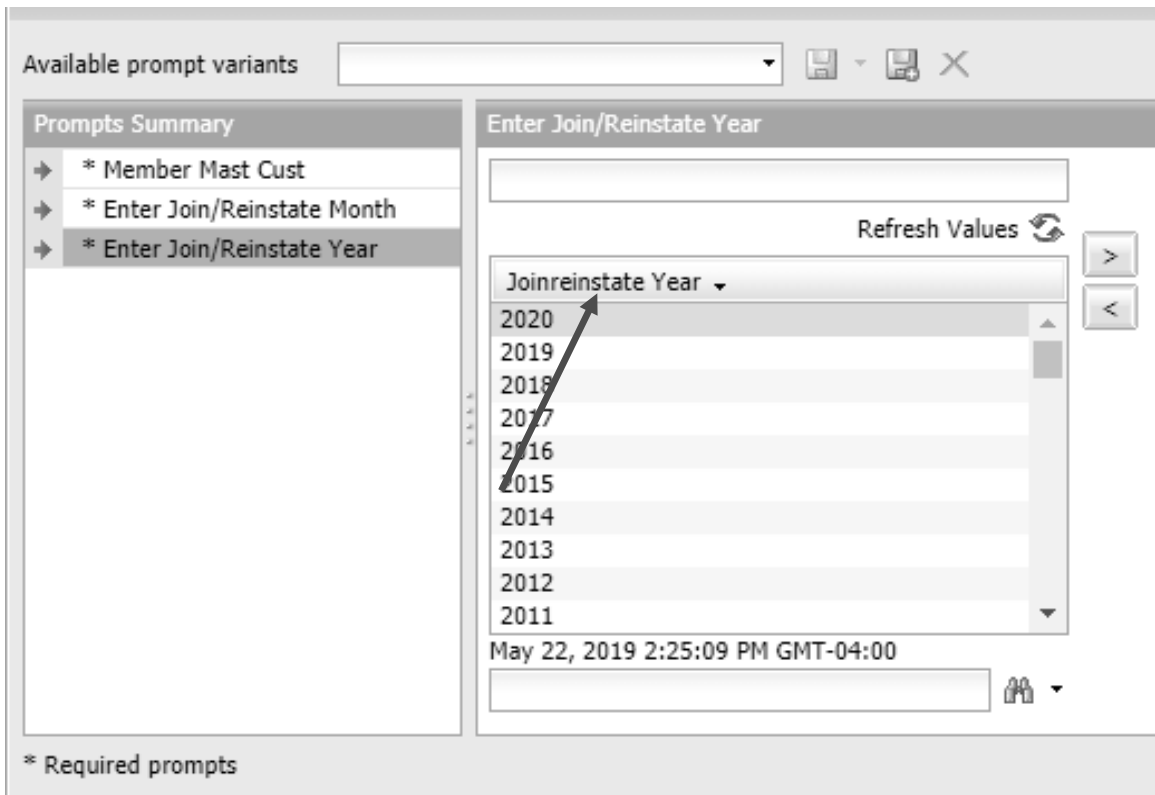 Available prompt variants
Prompts Summary
* Member Mast Cust
* Enter Join/Reinstate Month
* Enter Join/Reinstate Year
Enter Join/Reinstate Year
Refresh Values
>
<
Joinreinstate Year
2020
2019
2018
2017
2016
2015
2014
2013
2012
2011
May 22, 2019 2:25:09 PM GMT-04:00
* Required prompts